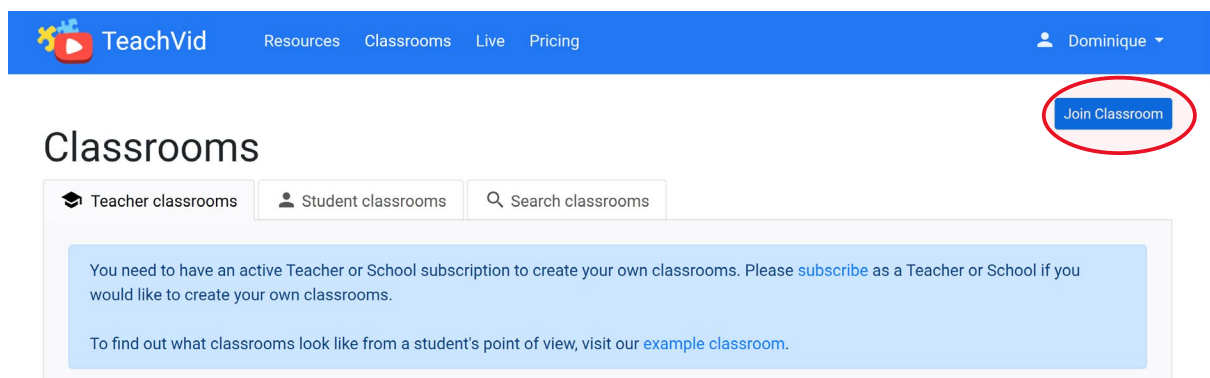 TeachVid Resources Classrooms Live Pricing Dominique
Join Classroom
Classrooms
Teacher classrooms Student classrooms Search classrooms
You need to have an active Teacher or School subscription to create your own classrooms. Please subscribe as a Teacher or School if you
would like to create your own classrooms.
To find out what classrooms look like from a student's point of view, visit our example classroom.